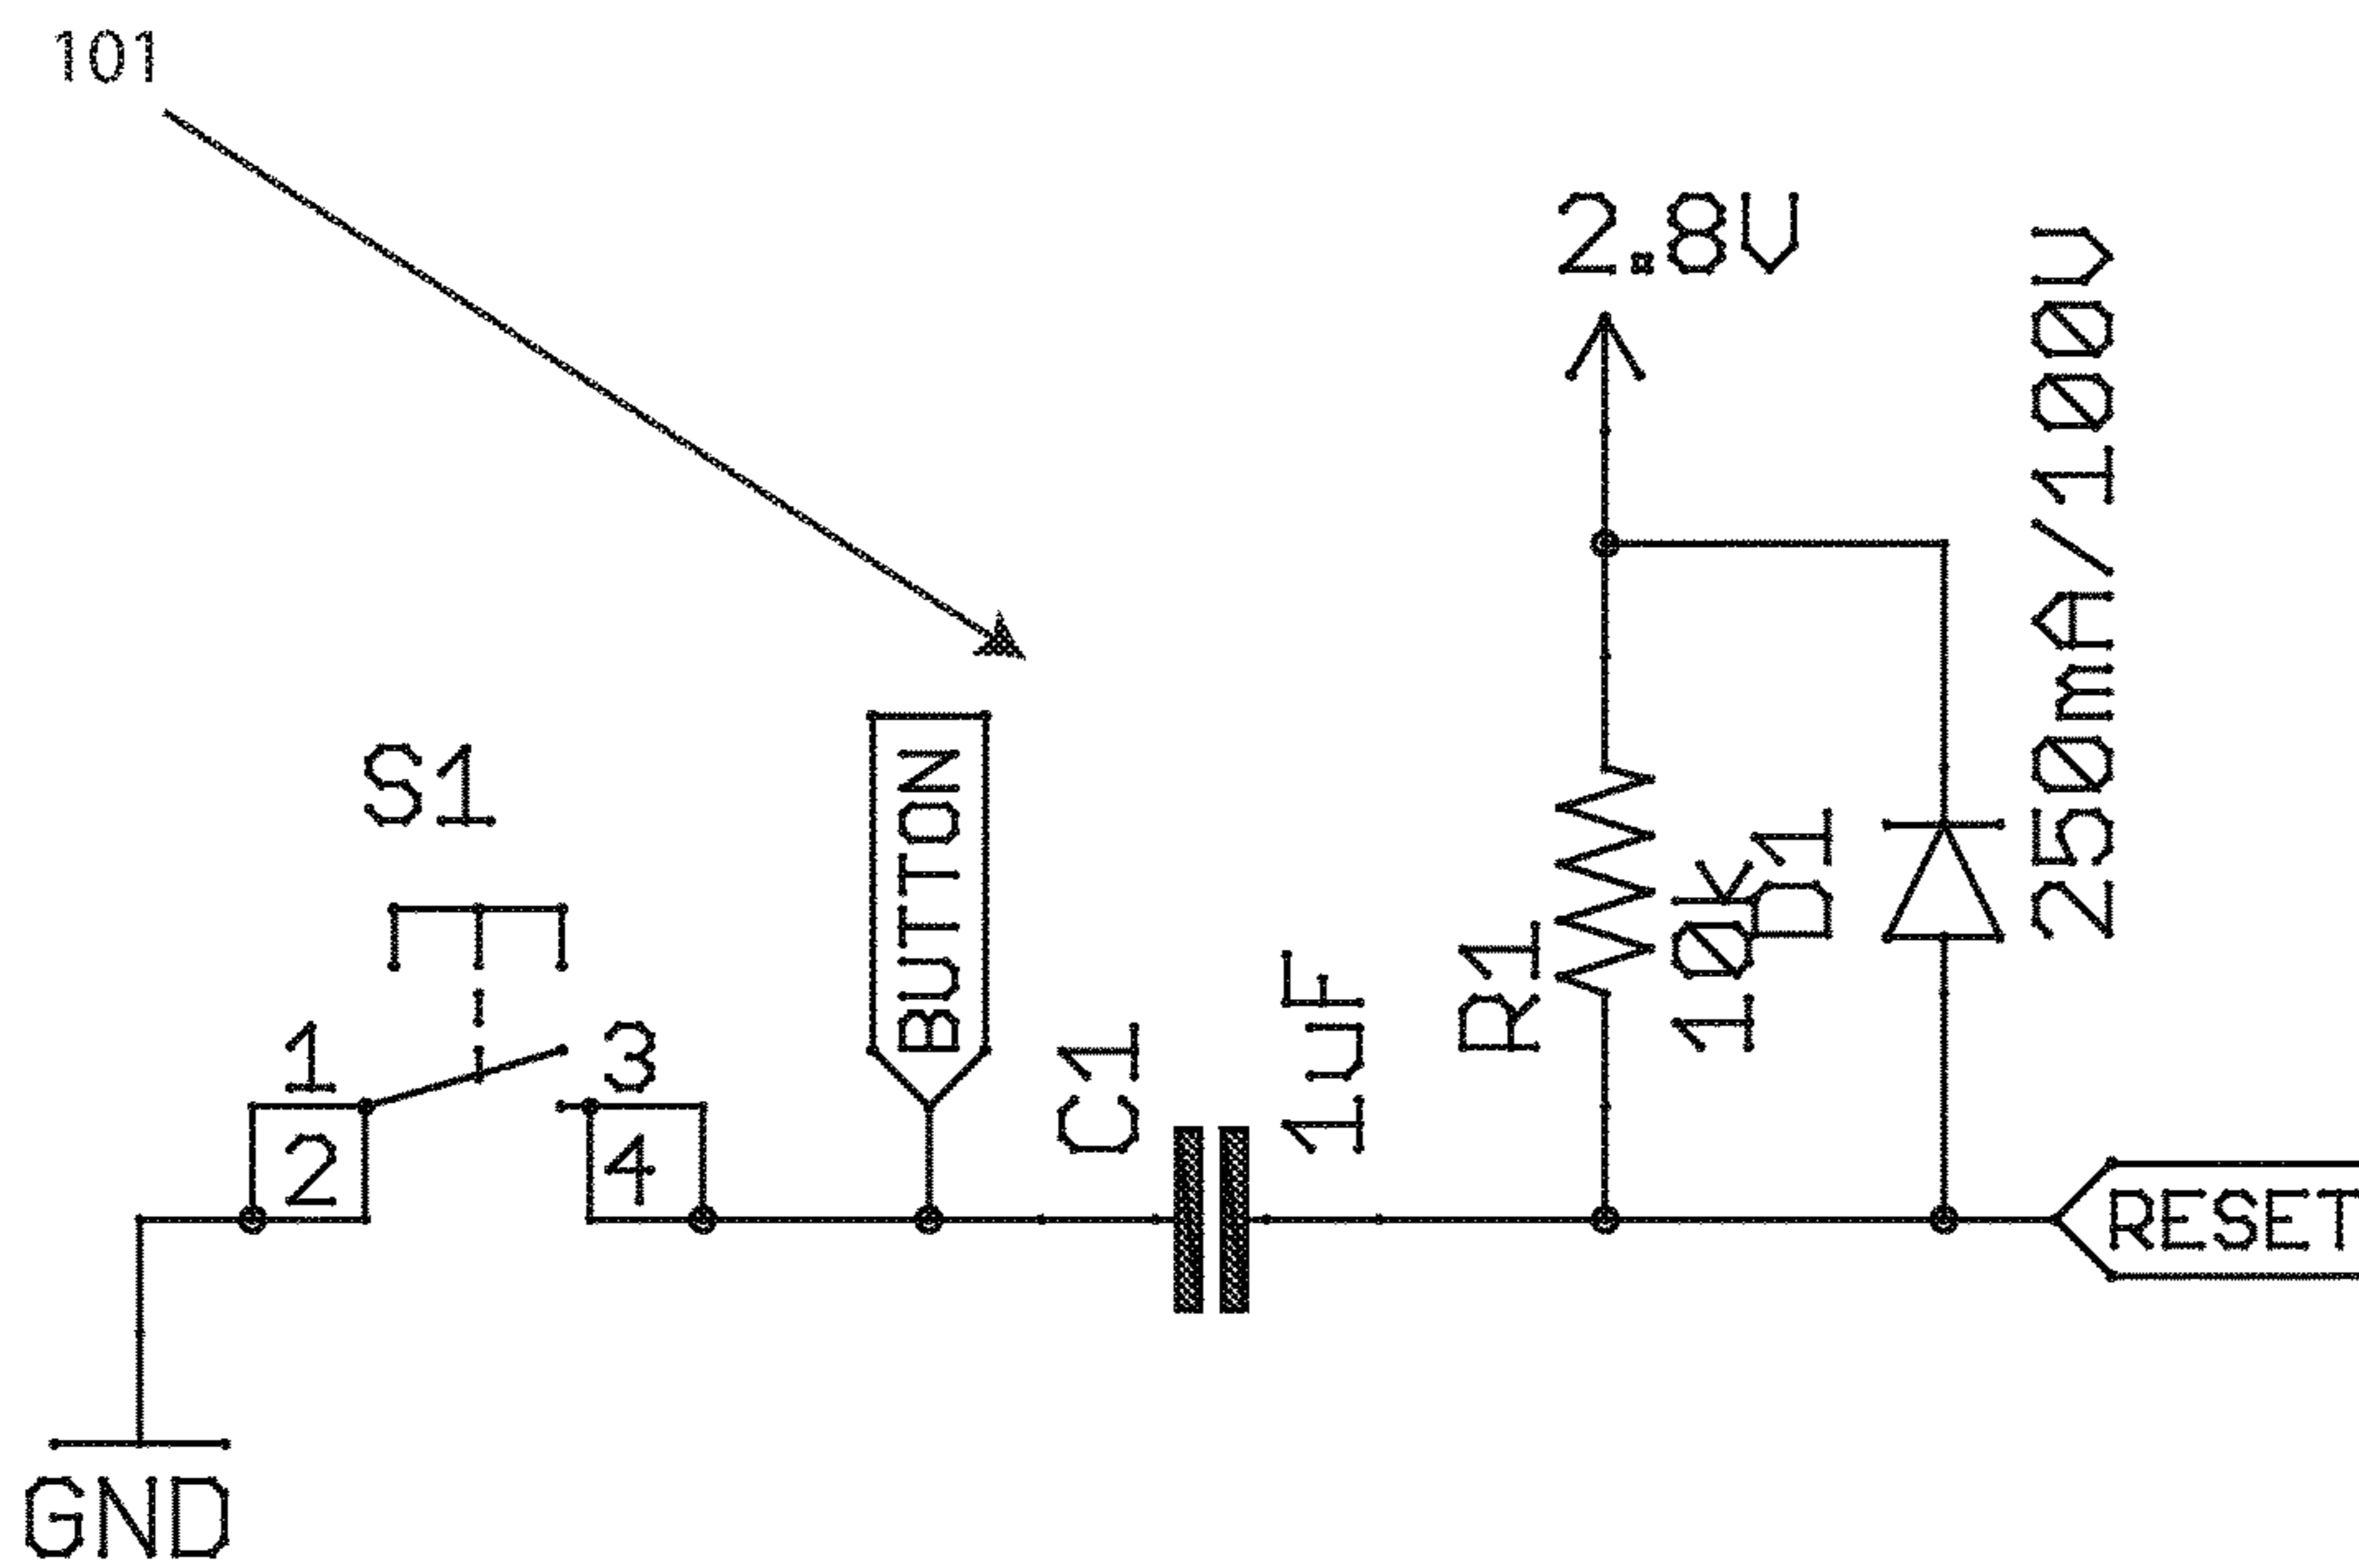 101
2.8V
250mA/100V
S1
BUTTON
D1
10K
R1
1uF
C1
1
3
2
4
RESET
GND